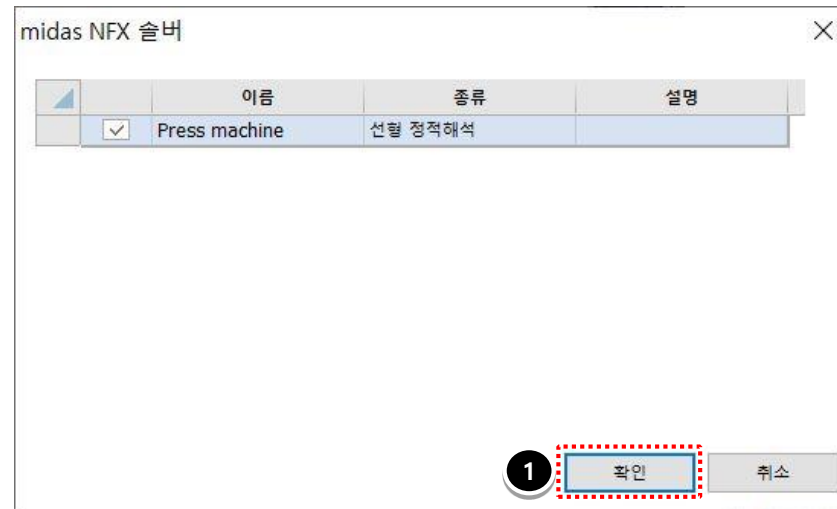 midas NFX 솔버
이름 종류 설명
Press machine 선형 정적해석
1 확인 취소